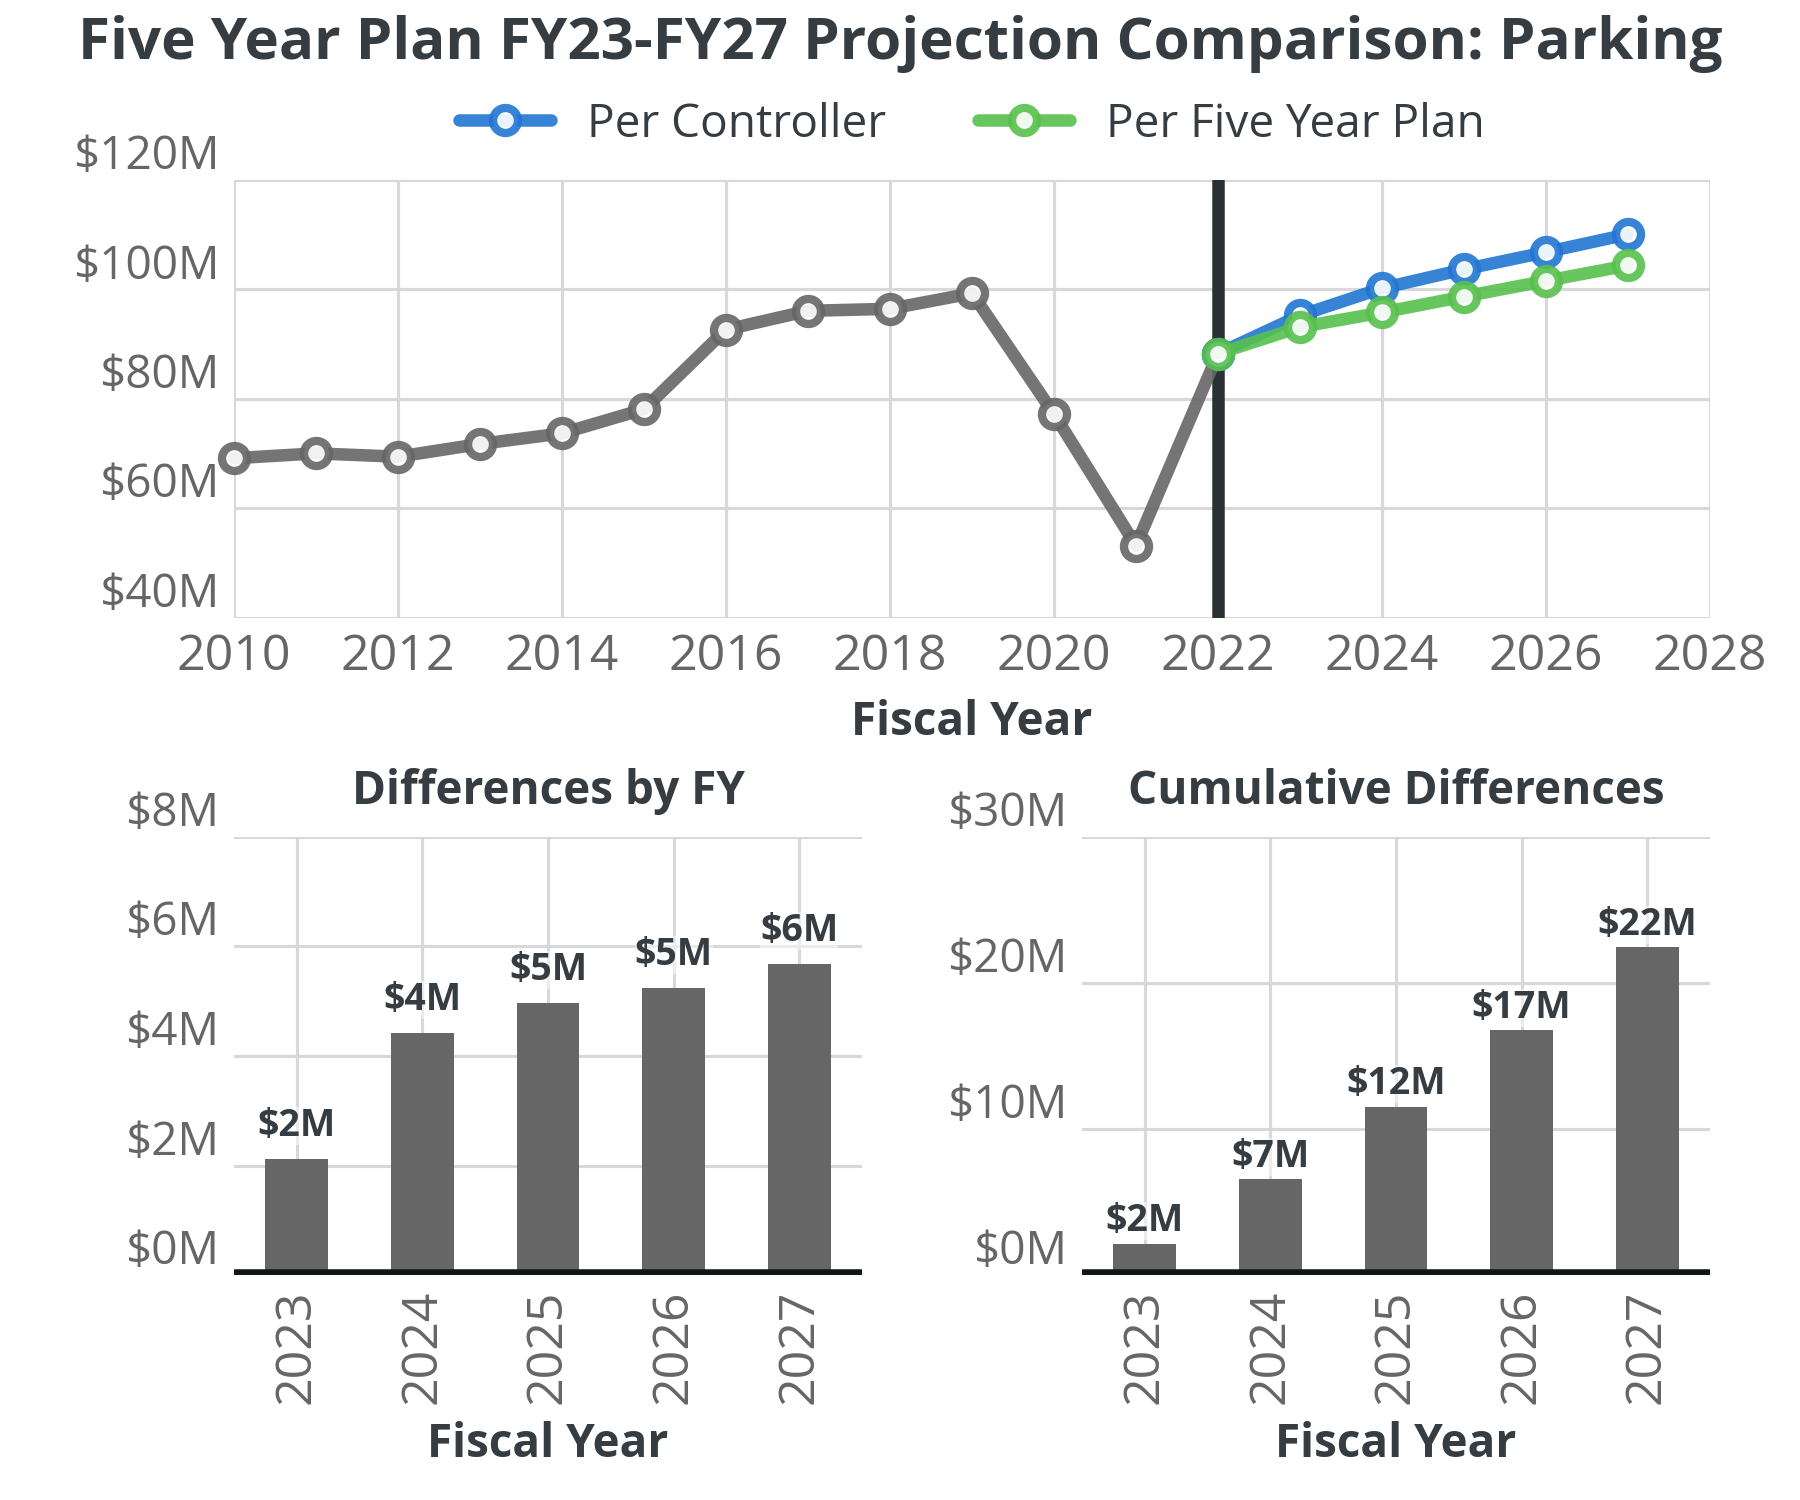 Five Year Plan FY23-FY27 Projection Comparison: Parking
Per Controller Per Five Year Plan
$120M
$100M
$80M
$60M
$40M
2010 2012 2014 2016 2018 2020 2022 2024 2026 2028
Fiscal Year
Differences by FY
$8M
$6M
$4M
$2M
$0M
$2M
$4M
$5M
$5M
$6M
2023
2024
2025
2026
2027
Fiscal Year
Cumulative Differences
$30M
$20M
$10M
$0M
$2M
$7M
$12M
$17M
$22M
2023
2024
2025
2026
2027
Fiscal Year